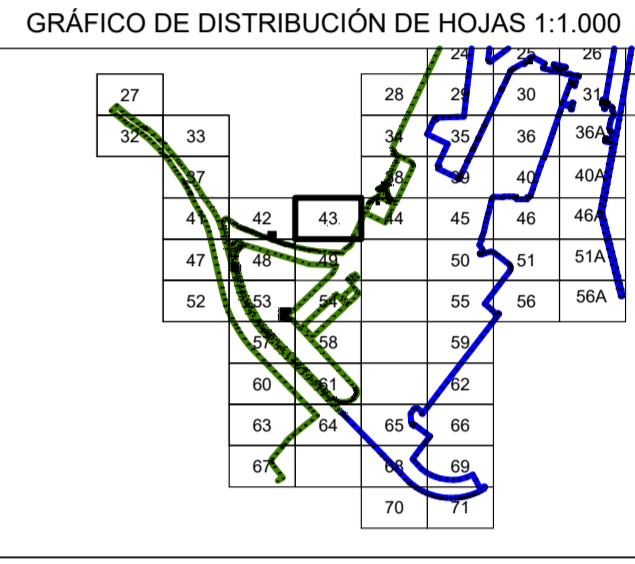 GRÁFICO DE DISTRIBUCIÓN DE HOJAS 1:1.000
24 25 26
27 28 29 30 31
32 33 34 35 36 36A
37 38 39 40 40A
41 42 43 44 45 46 46A
47 48 49 50 51 51A
52 53 54 55 56 56A
57 58 59
60 61 62
63 64 65 66
67 68 69
70 71